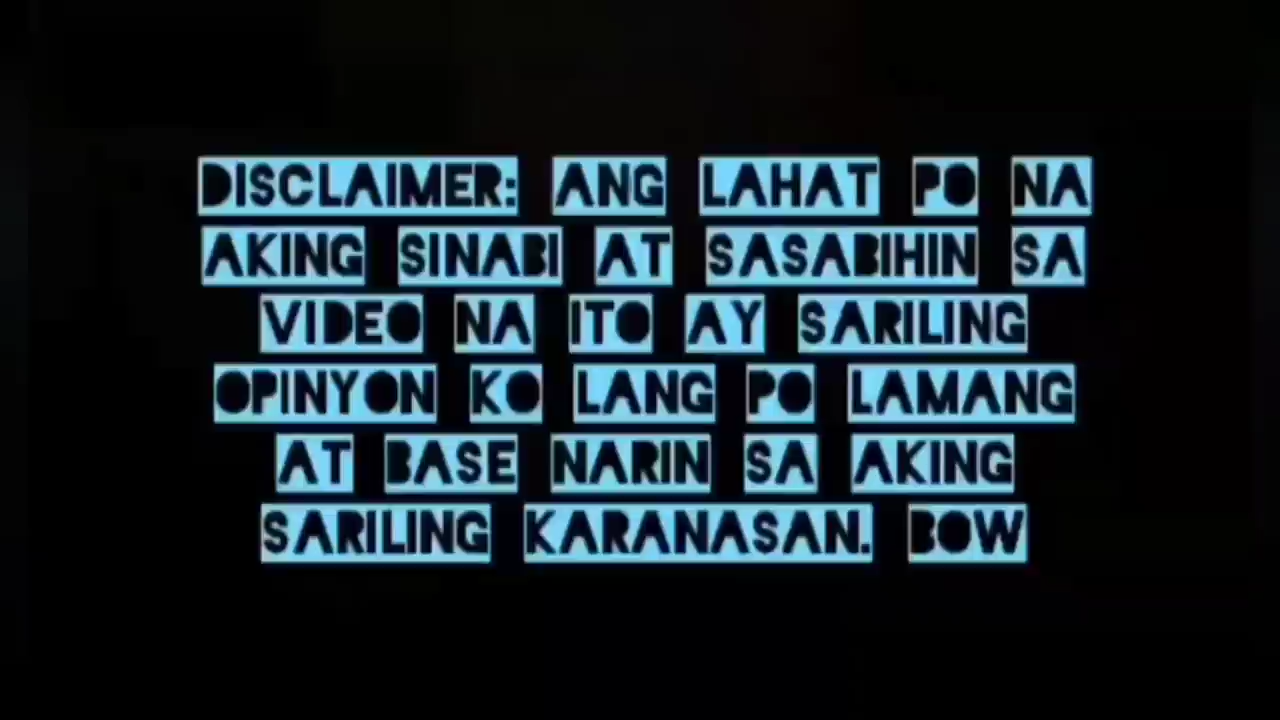 DISCLAIMER: ANG LAHAT PO NA
AKING SINABI AT SASABIHIN SA
VIDEO NA ITO AY SARILING
OPINYON KO LANG PO LAMANG
AT BASE NARIN SA AKING
SARILING KARANASAN. BOW